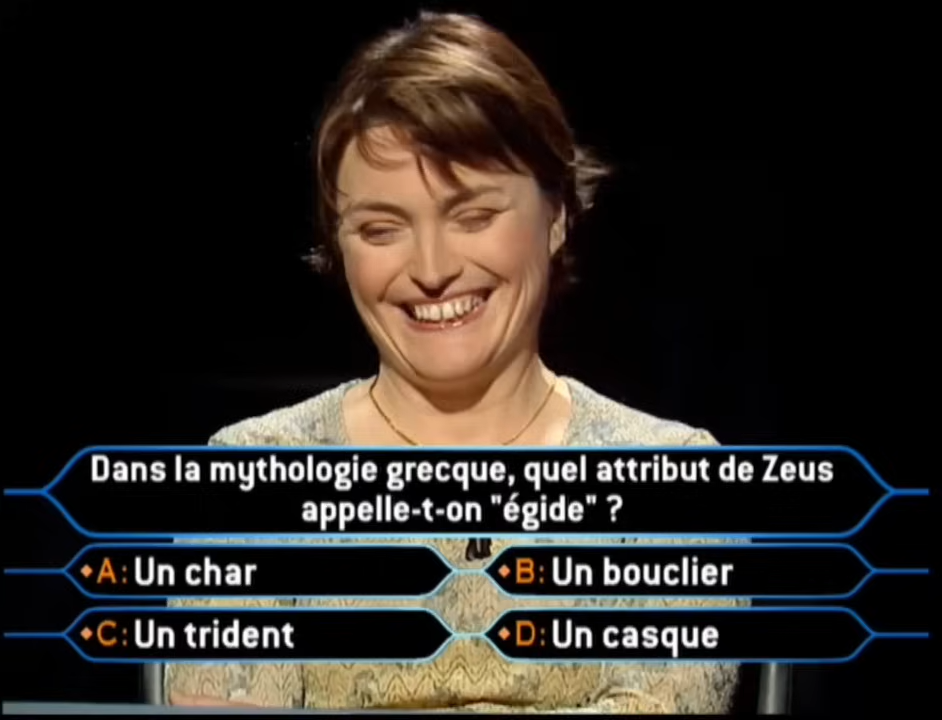 Dans la mythologie grecque, quel attribut de Zeus
appelle-t-on "égide" ?
A: Un char
B: Un bouclier
C: Un trident
D: Un casque